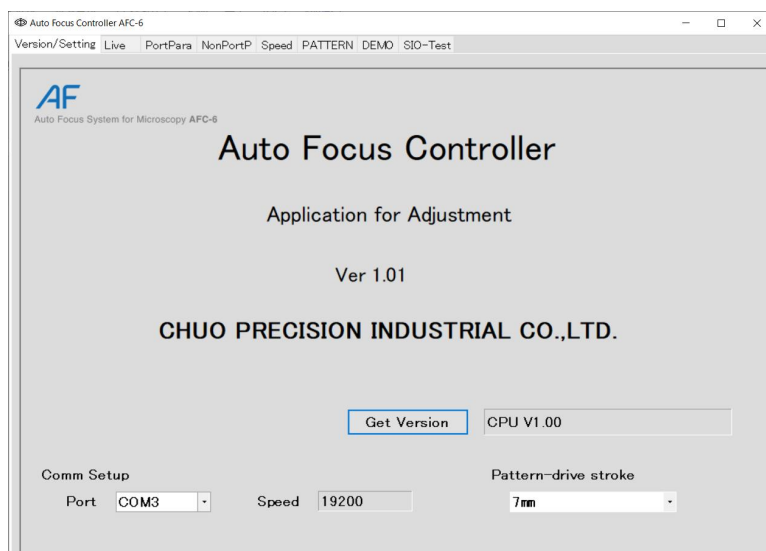 Auto Focus Controller AFC-6
Version/Setting Live PortPara NonPortP Speed PATTERN DEMO SIO-Test
AF
Auto Focus System for Microscopy AFC-6
Auto Focus Controller
Application for Adjustment
Ver 1.01
CHUO PRECISION INDUSTRIAL CO.,LTD.
Get Version CPU V1.00
Comm Setup Pattern-drive stroke
Port COM3 Speed 19200 7mm